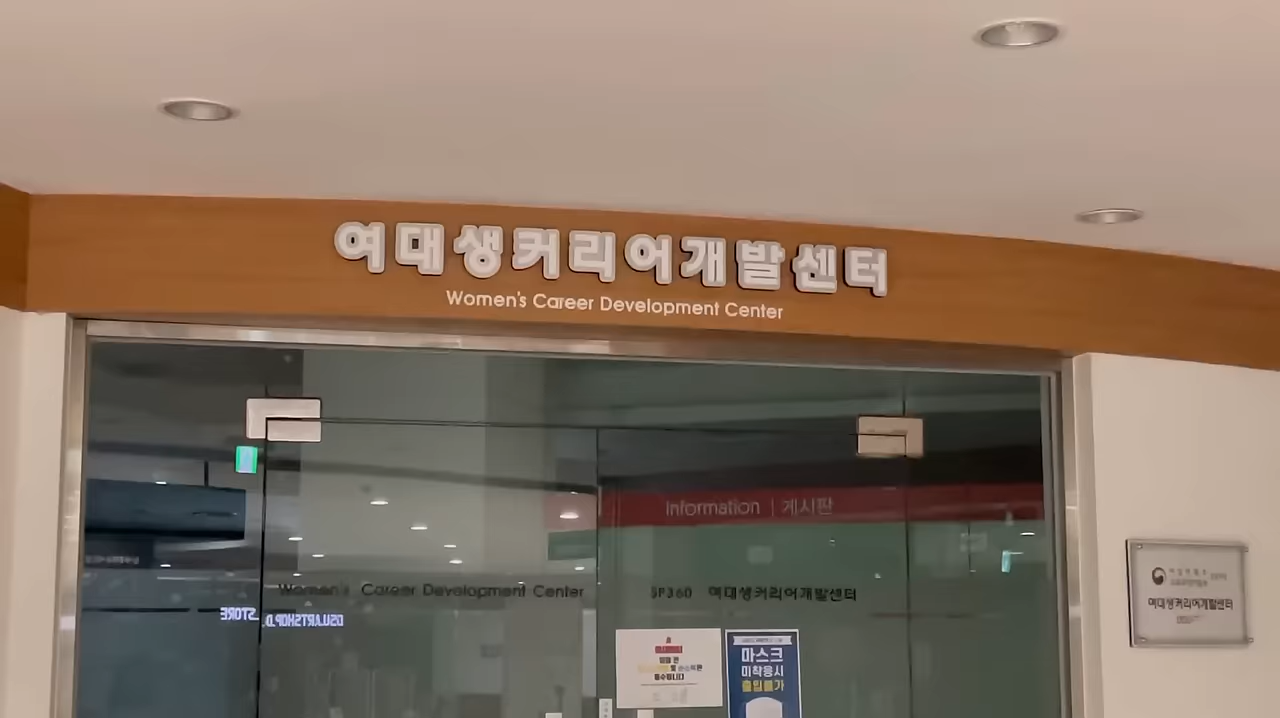 여대생커리어개발센터
Women's Career Development Center
Information | 게시판
Women's Career Development Center
SP360 여대생커리어개발센터
마스크
미착용시
출입불가
여대생커리어개발센터